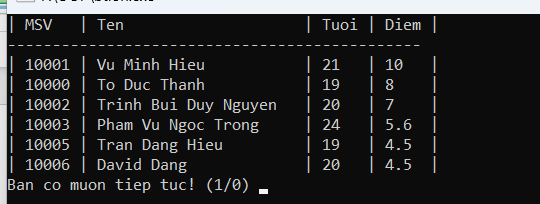 | MSV | Ten | Tuoi | Diem |
----------------------------------------------
| 10001 | Vu Minh Hieu | 21 | 10 |
| 10000 | To Duc Thanh | 19 | 8 |
| 10002 | Trinh Bui Duy Nguyen | 20 | 7 |
| 10003 | Pham Vu Ngoc Trong | 24 | 5.6 |
| 10005 | Tran Dang Hieu | 19 | 4.5 |
| 10006 | David Dang | 20 | 4.5 |
Ban co muon tiep tuc! (1/0)